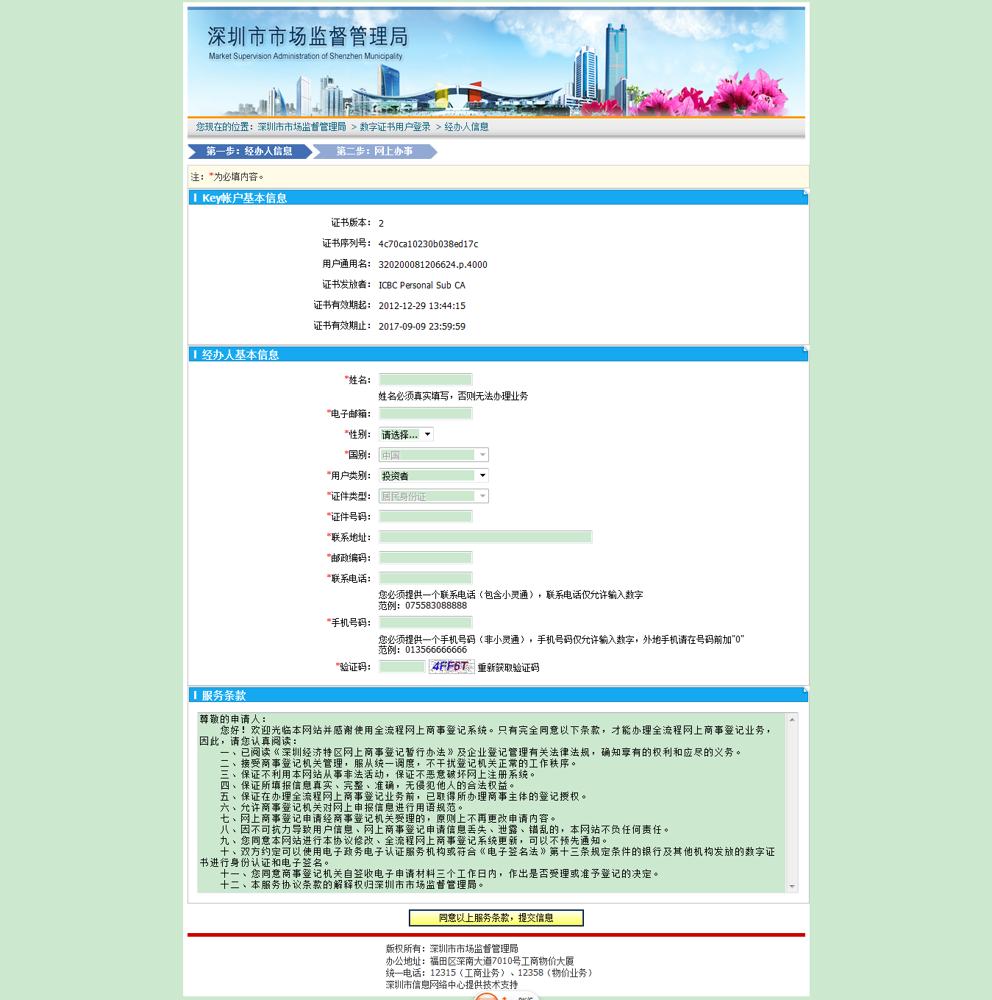 深圳市市场监督管理局
Market Supervision Administration of Shenzhen Municipality
您现在的位置：深圳市市场监督管理局 > 数字证书用户登录 > 经办人信息
第一步：经办人信息 第二步：网上办事
注：*为必填内容。
Key帐户基本信息
证书版本： 2
证书序列号： 4c70ca10230b038ed17c
用户通用名： 320200081206624.p.4000
证书发放者： ICBC Personal Sub CA
证书有效期起： 2012-12-29 13:44:15
证书有效期止： 2017-09-09 23:59:59
经办人基本信息
*姓名：
姓名必须真实填写，否则无法办理业务
*电子邮箱：
*性别： 请选择...
*国别： 中国
*用户类别： 投资者
*证件类型： 居民身份证
*证件号码：
*联系地址：
*邮政编码：
*联系电话：
您必须提供一个联系电话（包含小灵通），联系电话仅允许输入数字
范例：075583088888
*手机号码：
您必须提供一个手机号码（非小灵通），手机号码仅允许输入数字，外地手机请在号码前加"0"
范例：013566666666
*验证码： 4FF6T 重新获取验证码
服务条款
尊敬的申请人：
您好！欢迎光临本网站并感谢使用全流程网上商事登记系统。只有完全同意以下条款，才能办理全流程网上商事登记业务，
因此，请您认真阅读：
一、已阅读《深圳经济特区网上商事登记暂行办法》及企业登记管理有关法律法规，确知享有的权利和应尽的义务。
二、接受商事登记机关管理，服从统一调度，不干扰登记机关正常的工作秩序。
三、保证不利用本网站从事非法活动，保证不恶意破坏网上注册系统。
四、保证所填报信息真实、完整、准确，无侵犯他人的合法权益。
五、保证在办理全流程网上商事登记业务前，已取得所办理商事主体的登记授权。
六、允许商事登记机关对网上申报信息进行用语规范。
七、网上商事登记申请经商事登记机关受理的，原则上不再更改申请内容。
八、因不可抗力导致用户信息、网上商事登记申请信息丢失、泄露、错乱的，本网站不负任何责任。
九、您同意本网站进行本协议修改、全流程网上商事登记系统更新，可以不预先通知。
十、双方约定可以使用电子政务电子认证服务机构或符合《电子签名法》第十三条规定条件的银行及其他机构发放的数字证
书进行身份认证和电子签名。
十一、您同意商事登记机关自签收电子申请材料三个工作日内，作出是否受理或准予登记的决定。
十二、本服务协议条款的解释权归深圳市市场监督管理局。
同意以上服务条款，提交信息
版权所有：深圳市市场监督管理局
办公地址：福田区深南大道7010号工商物价大厦
统一电话：12315（工商业务）、12358（物价业务）
深圳市信息网络中心提供技术支持